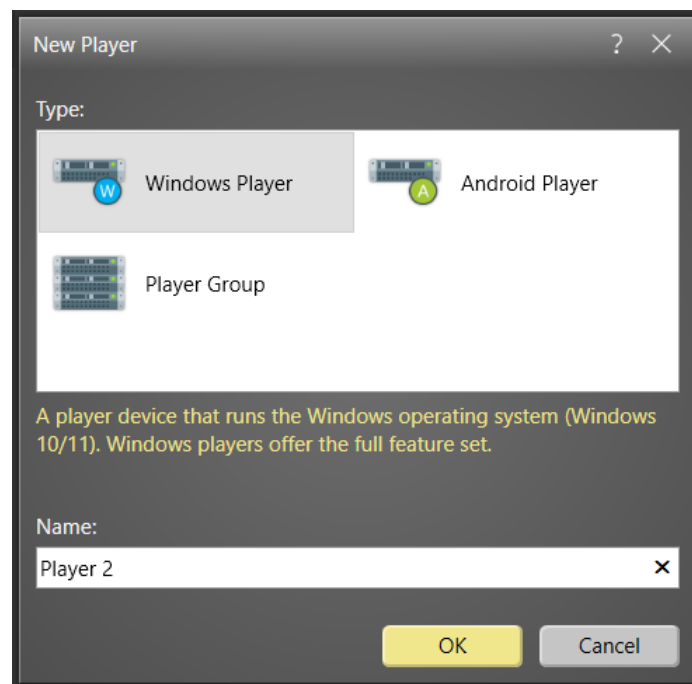 New Player
Type:
W Windows Player
A Android Player
Player Group
A player device that runs the Windows operating system (Windows
10/11). Windows players offer the full feature set.
Name:
Player 2
OK Cancel